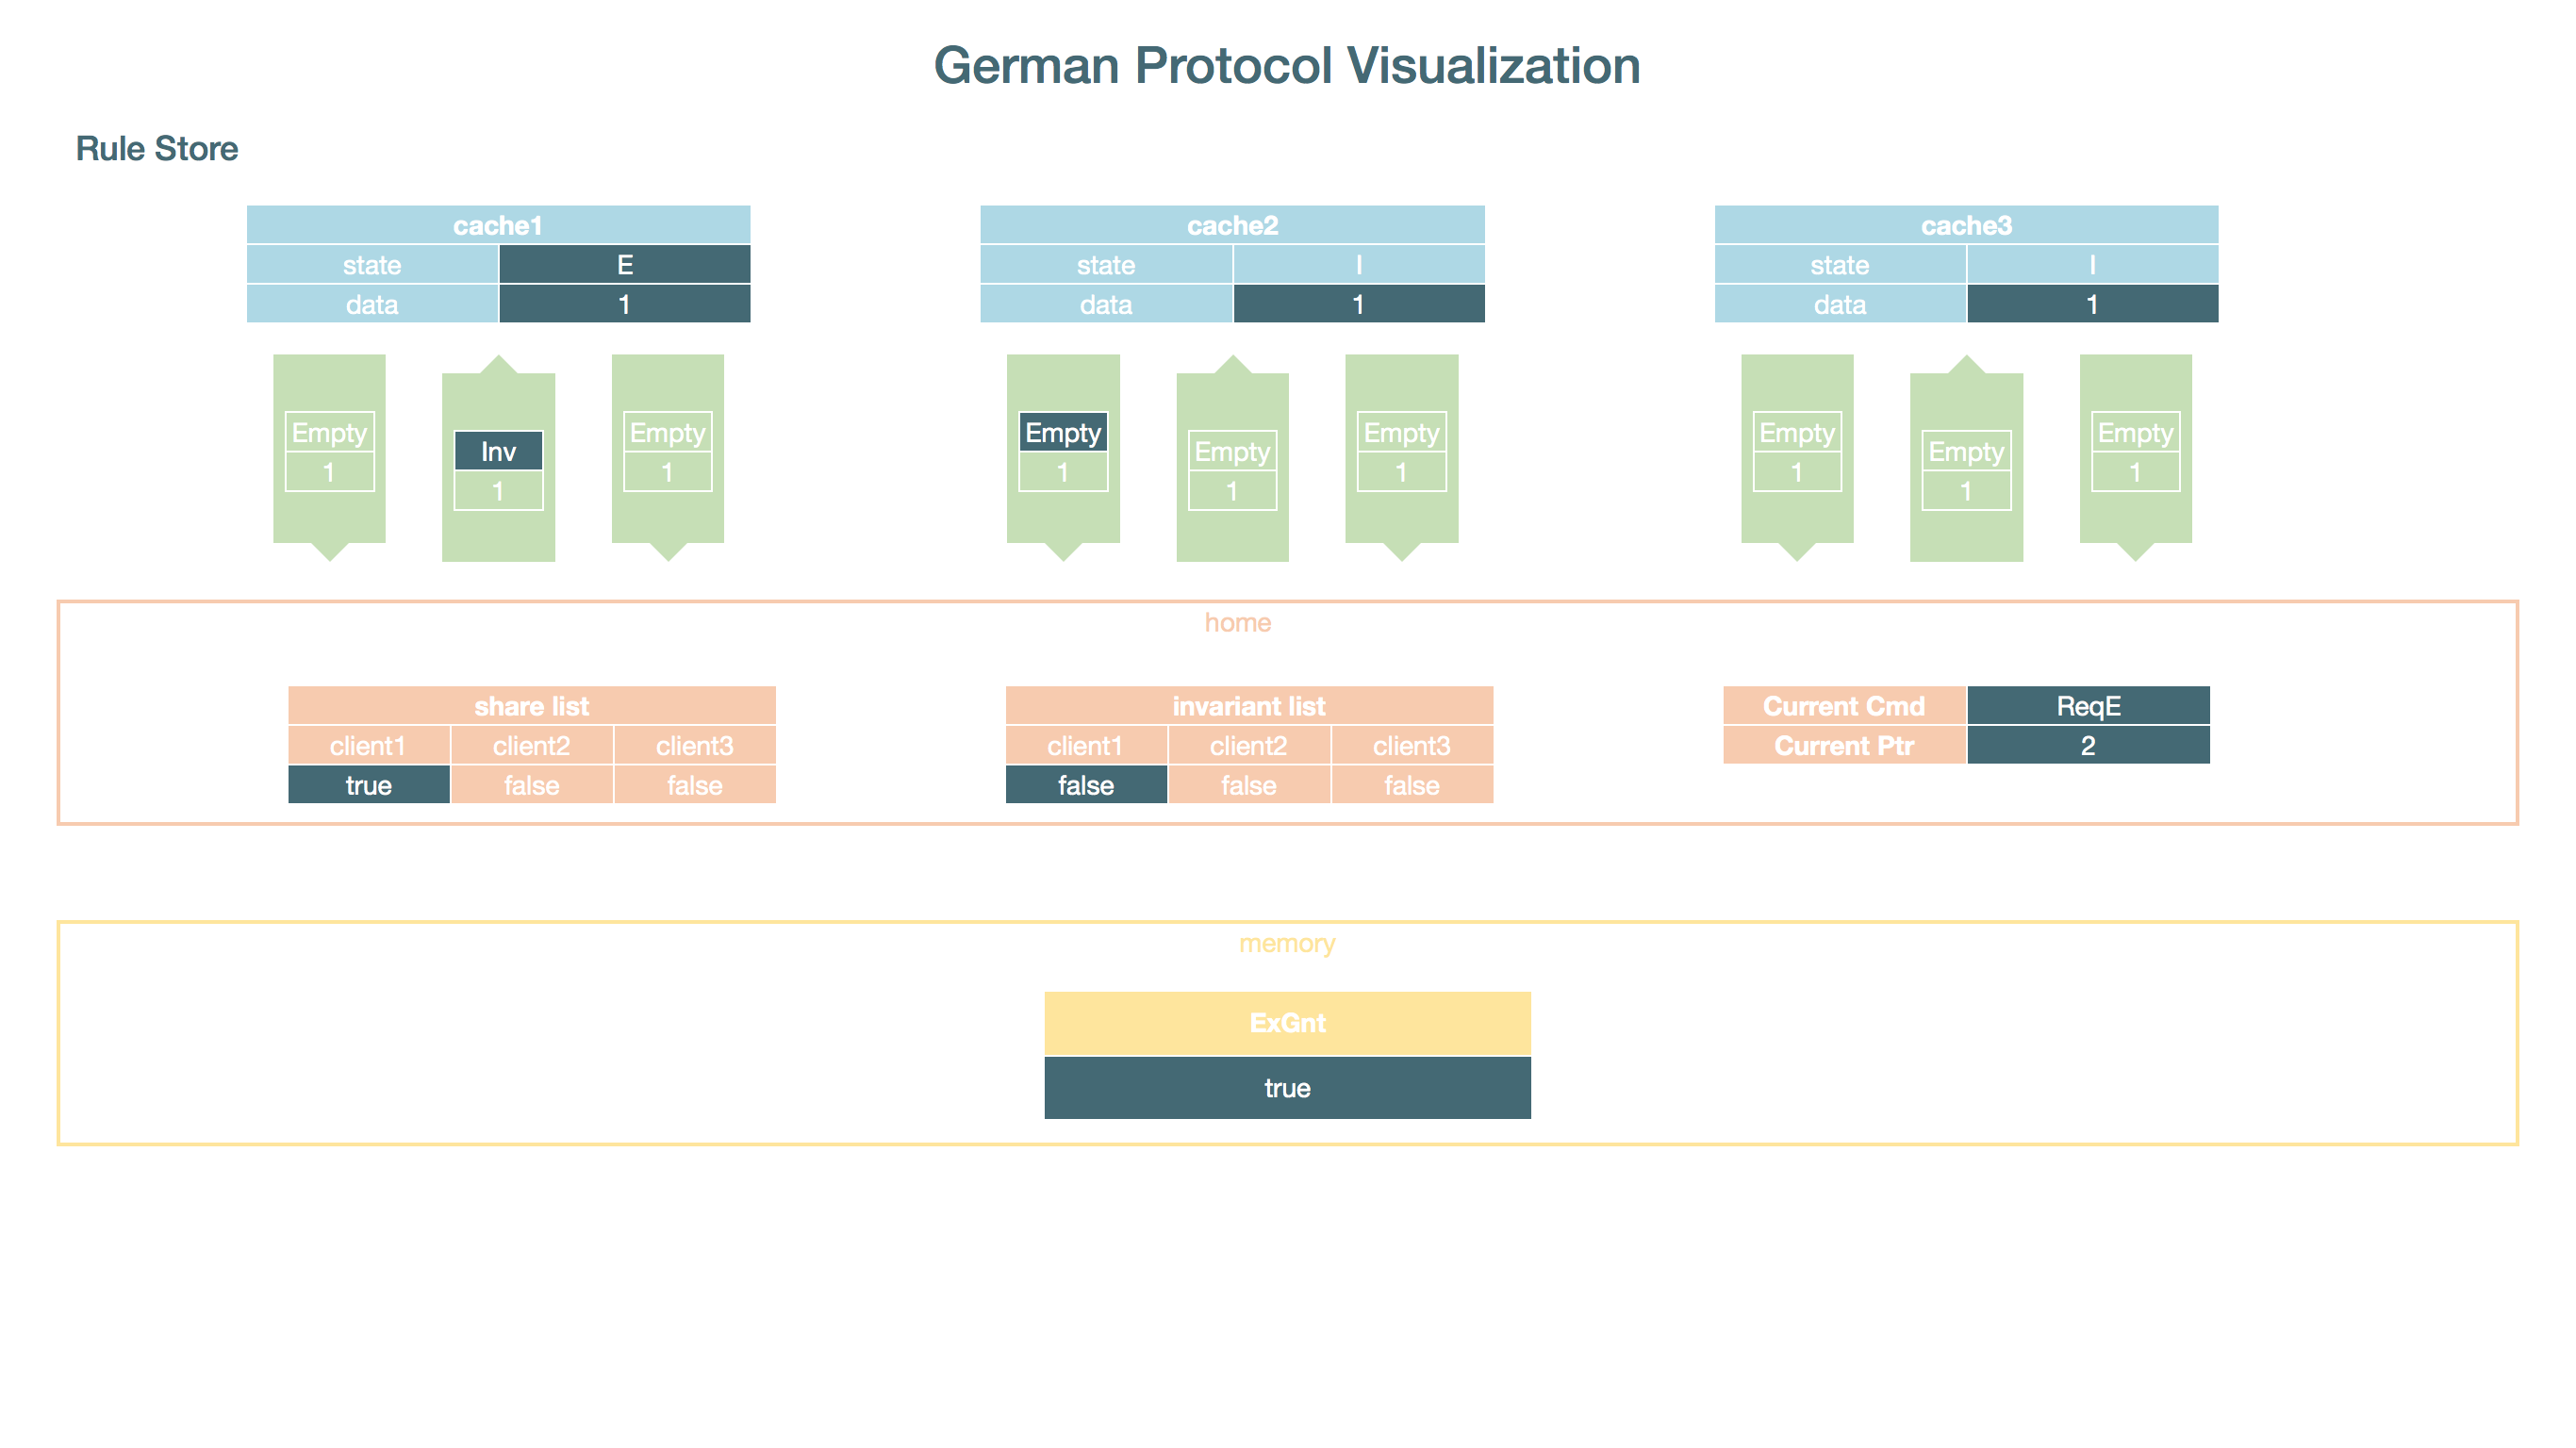 German Protocol Visualization
Rule Store
cache1 cache2 cache3
state E state I state I
data 1 data 1 data 1
Empty Inv Empty Empty Empty Empty Empty Empty Empty
1 1 1 1 1 1 1 1 1
home
share list invariant list Current Cmd ReqE
client1 client2 client3 client1 client2 client3 Current Ptr 2
true false false false false false
memory
ExGnt
true